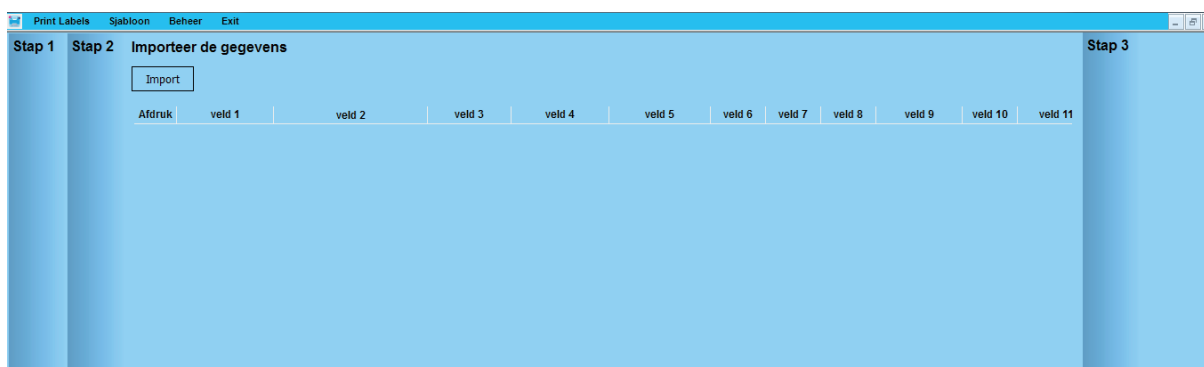 Print Labels Sjabloon Beheer Exit
Stap 1 Stap 2 Importeer de gegevens Stap 3
Import
Afdruk veld 1 veld 2 veld 3 veld 4 veld 5 veld 6 veld 7 veld 8 veld 9 veld 10 veld 11